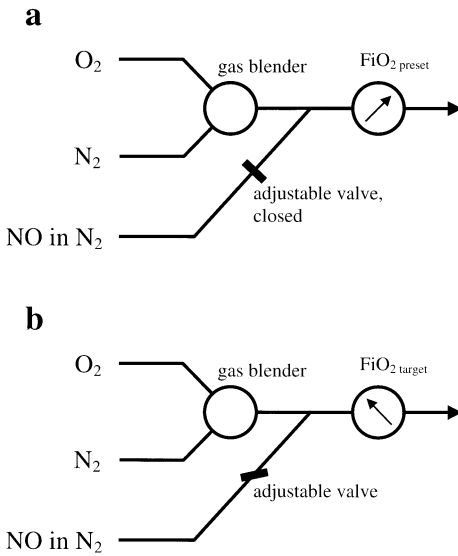 a
O₂
gas blender
FiO₂ preset
N₂
adjustable valve,
closed
NO in N₂
b
O₂
gas blender
FiO₂ target
N₂
adjustable valve
NO in N₂